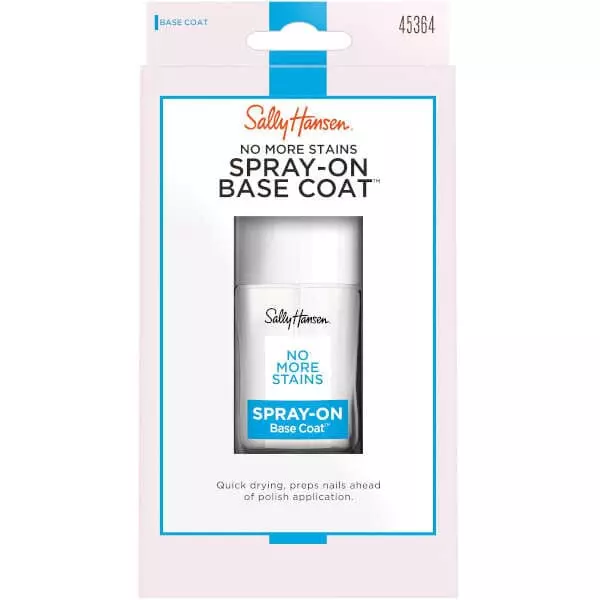 BASE COAT
45364
Sally Hansen®
NO MORE STAINS
SPRAY-ON
BASE COAT™
Sally Hansen®
NO
MORE
STAINS
SPRAY-ON
Base Coat™
Quick drying, preps nails ahead
of polish application.